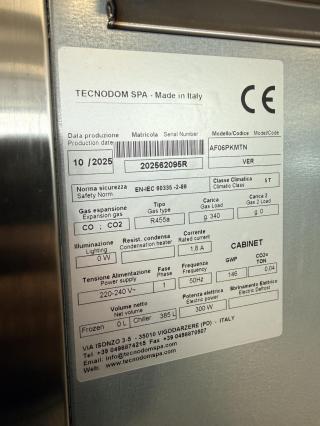 TECNODOM SPA - Made in Italy
CE
Data produzione Matricola Serial Number Modello/Codice Model/Code
Production date
10 / 2025 202562095R AF06PKMTN
VER
Norma sicurezza EN-IEC 60335 -2-89 Classe Climatica 5 T
Safety Norm Climatic Class
Gas espansione Tipo Carica Carica 2
Expansion gas Gas type Gas Load Gas 2 Load
CO ; CO2 R455a g 340 g 0
Illuminazione Resist. condensa Corrente
Lighting Condensation heater Rated current
0 W 1,8 A CABINET
Tensione Alimentazione Fase Frequenza GWP CO2e
Power supply Phase Frequency TON
220-240 V~ 1 50Hz 146 0,04
Volume netto Potenza elettrica Sbrinamento Elettrico
Net volume Electric power Electric Defrost
Frozen 0 L Chiller 385 L 300 W
VIA ISONZO 3-5 - 35010 VIGODARZERE (PD) - ITALY
Tel. +39 0498874215 Fax +39 0498870507
Email: info@tecnodomspa.com
Web: www.tecnodomspa.com